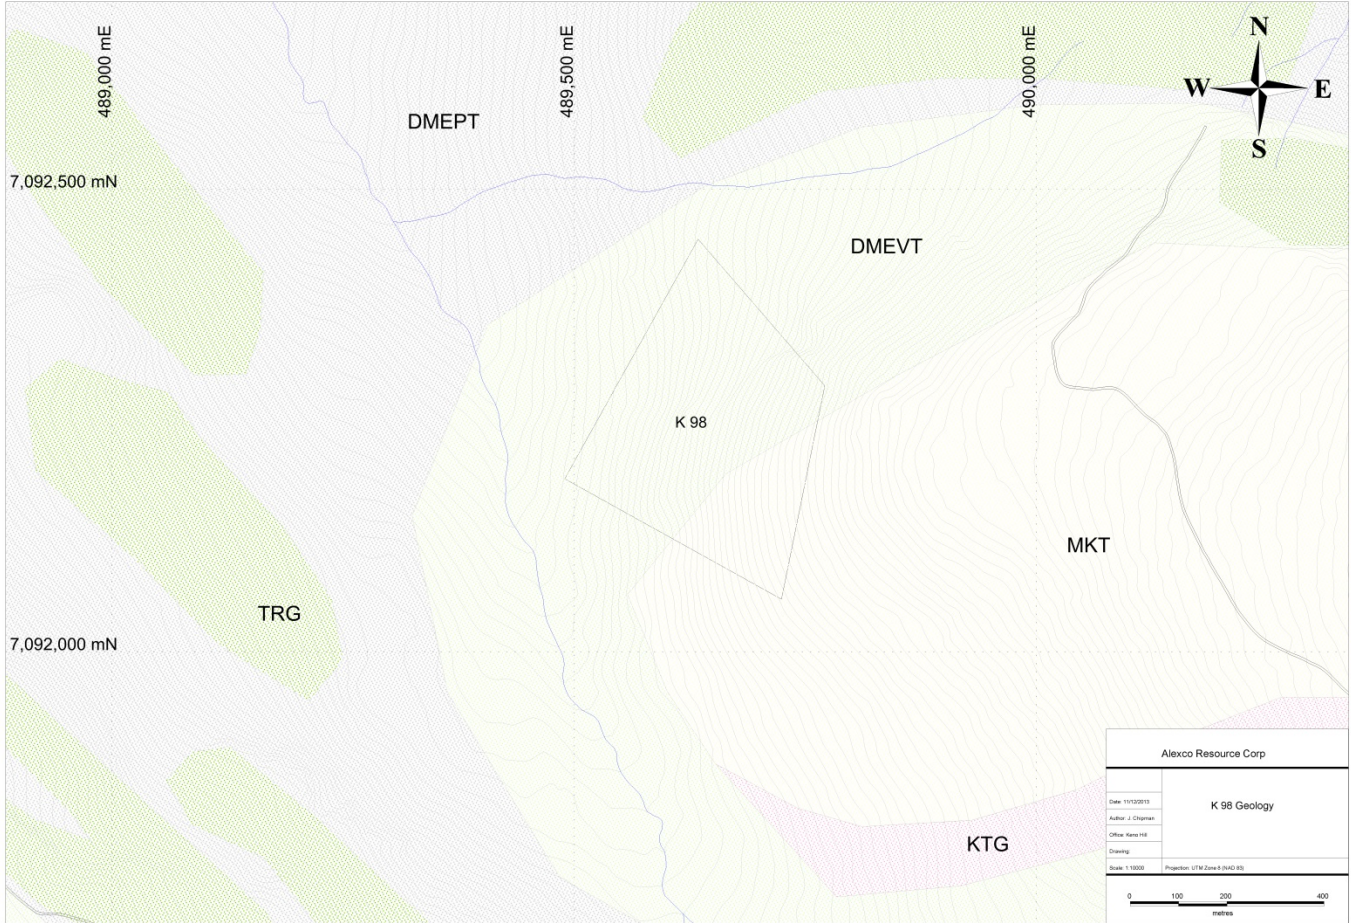 489,000 mE
489,500 mE
490,000 mE
N
W E
S
DMEPT
7,092,500 mN
DMEVT
K 98
MKT
TRG
7,092,000 mN
KTG
Alexco Resource Corp
K 98 Geology
Date: 11/12/2013
Author: J. Chipman
Office: Keno Hill
Drawing:
Scale: 1:10000 Projection: UTM Zone 8 (NAD 83)
0 100 200 400
metres